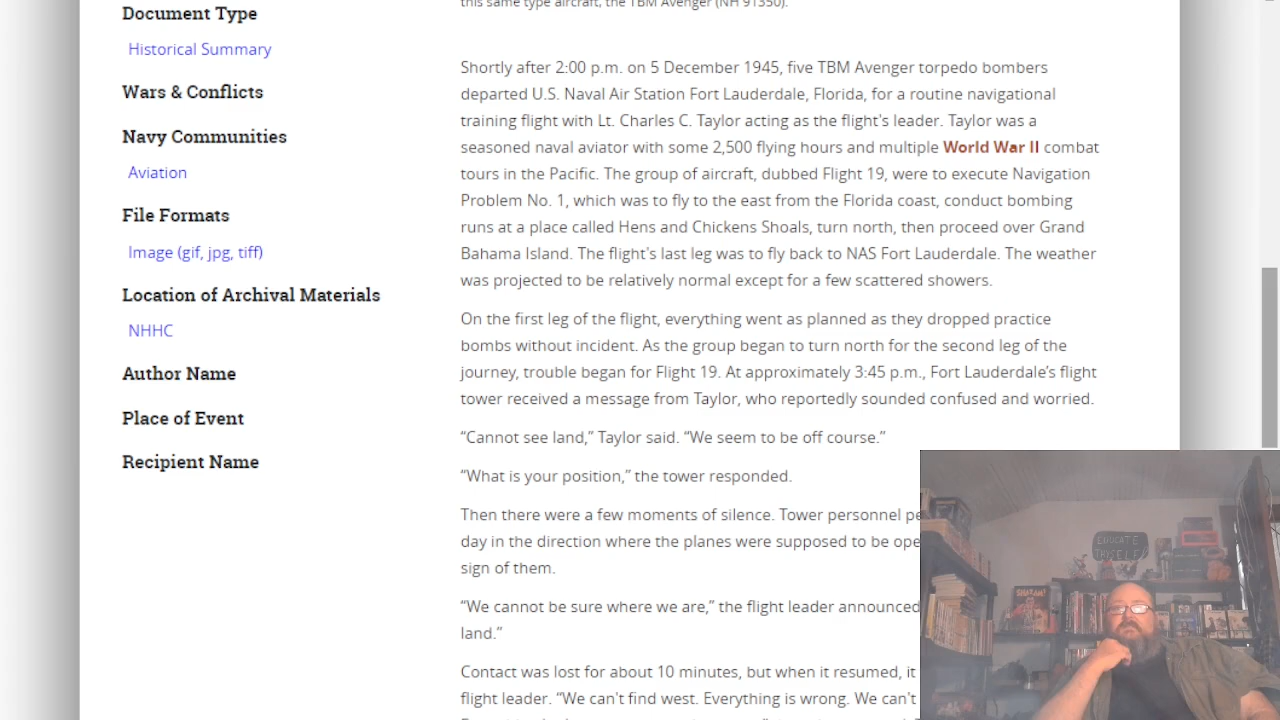 this same type aircraft, the TBM Avenger (NH 91350).
Document Type
Historical Summary
Wars & Conflicts
Navy Communities
Aviation
File Formats
Image (gif, jpg, tiff)
Location of Archival Materials
NHHC
Author Name
Place of Event
Recipient Name
Shortly after 2:00 p.m. on 5 December 1945, five TBM Avenger torpedo bombers
departed U.S. Naval Air Station Fort Lauderdale, Florida, for a routine navigational
training flight with Lt. Charles C. Taylor acting as the flight's leader. Taylor was a
seasoned naval aviator with some 2,500 flying hours and multiple World War II combat
tours in the Pacific. The group of aircraft, dubbed Flight 19, were to execute Navigation
Problem No. 1, which was to fly to the east from the Florida coast, conduct bombing
runs at a place called Hens and Chickens Shoals, turn north, then proceed over Grand
Bahama Island. The flight's last leg was to fly back to NAS Fort Lauderdale. The weather
was projected to be relatively normal except for a few scattered showers.
On the first leg of the flight, everything went as planned as they dropped practice
bombs without incident. As the group began to turn north for the second leg of the
journey, trouble began for Flight 19. At approximately 3:45 p.m., Fort Lauderdale's flight
tower received a message from Taylor, who reportedly sounded confused and worried.
“Cannot see land,” Taylor said. “We seem to be off course.”
“What is your position,” the tower responded.
Then there were a few moments of silence. Tower personnel pe
day in the direction where the planes were supposed to be ope
sign of them.
“We cannot be sure where we are,” the flight leader announced
land.”
Contact was lost for about 10 minutes, but when it resumed, it
flight leader. “We can't find west. Everything is wrong. We can't
EDUCATE
THYSELF
SHAZAM!